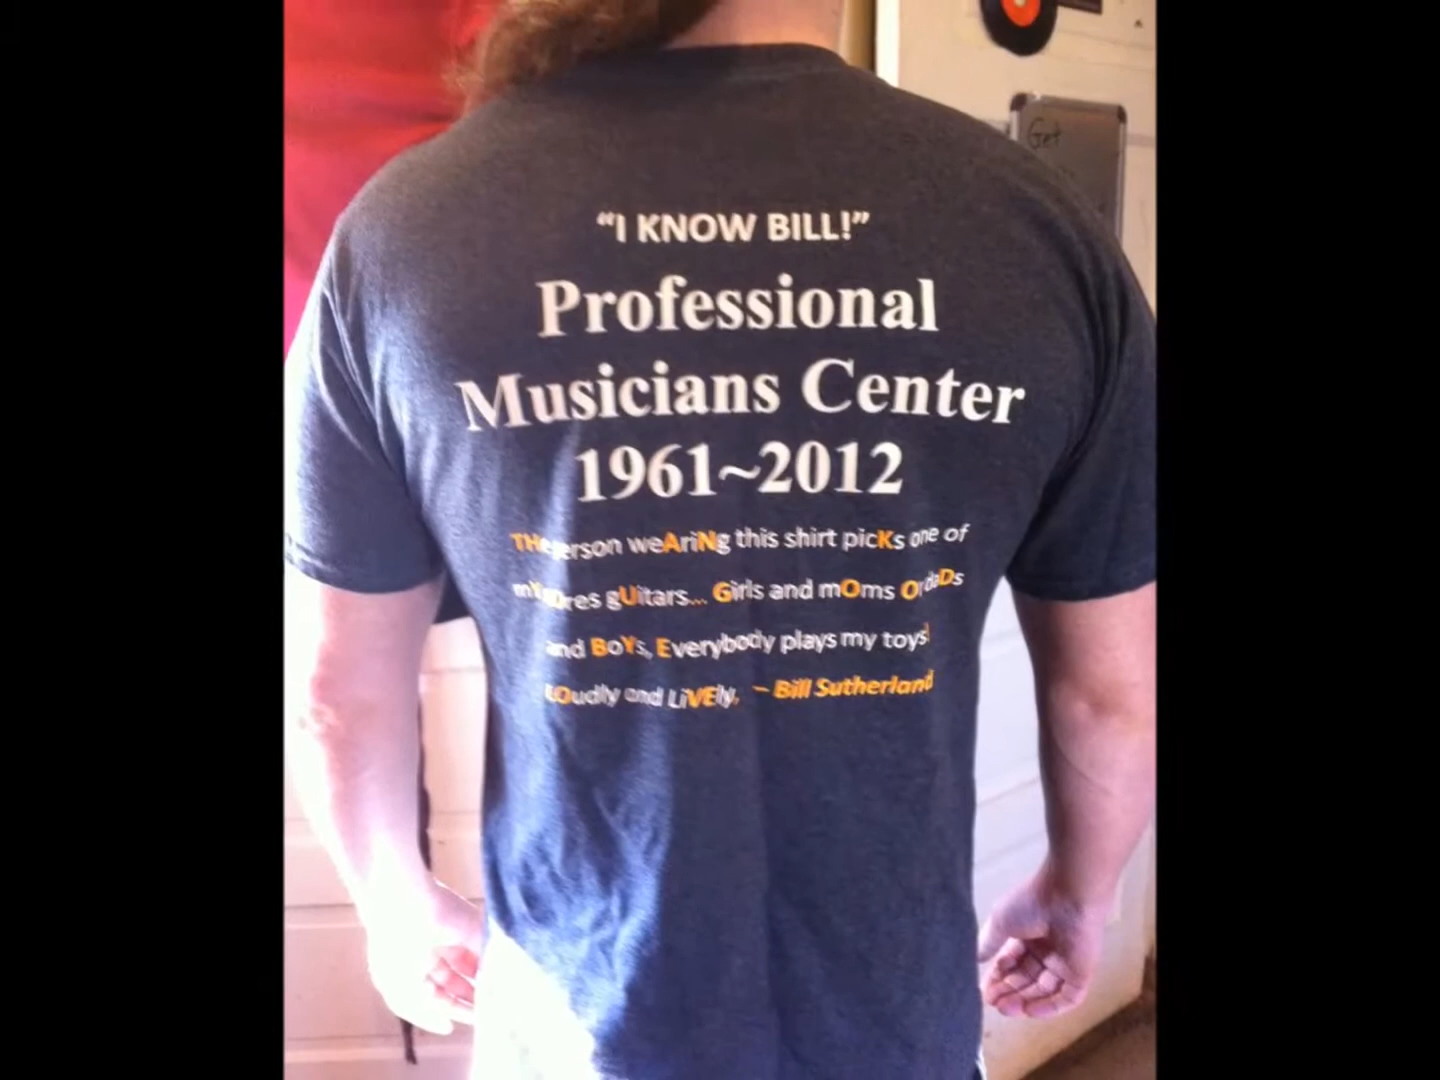 “I KNOW BILL!”
Professional
Musicians Center
1961~2012
THe person weAriNg this shirt picKs one of
gUitars... Girls and mOms Or daDs
and BoYs, Everybody plays my toys!
LOudly and LiVEly, ~ Bill Sutherland
Get